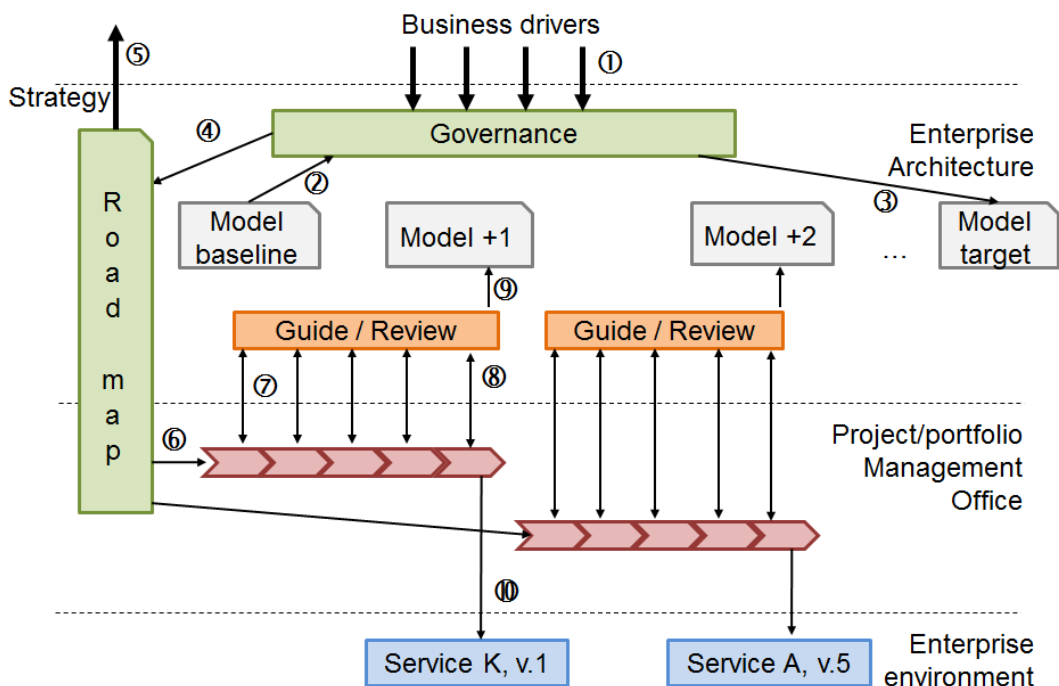 Business drivers
⑤
①
Strategy
④
Governance
Enterprise
Architecture
②
③
R
o
a
d
m
a
p
Model
baseline
Model +1
Model +2
...
Model
target
⑨
Guide / Review
Guide / Review
⑦
⑧
⑥
Project/portfolio
Management
Office
⑩
Service K, v.1
Service A, v.5
Enterprise
environment